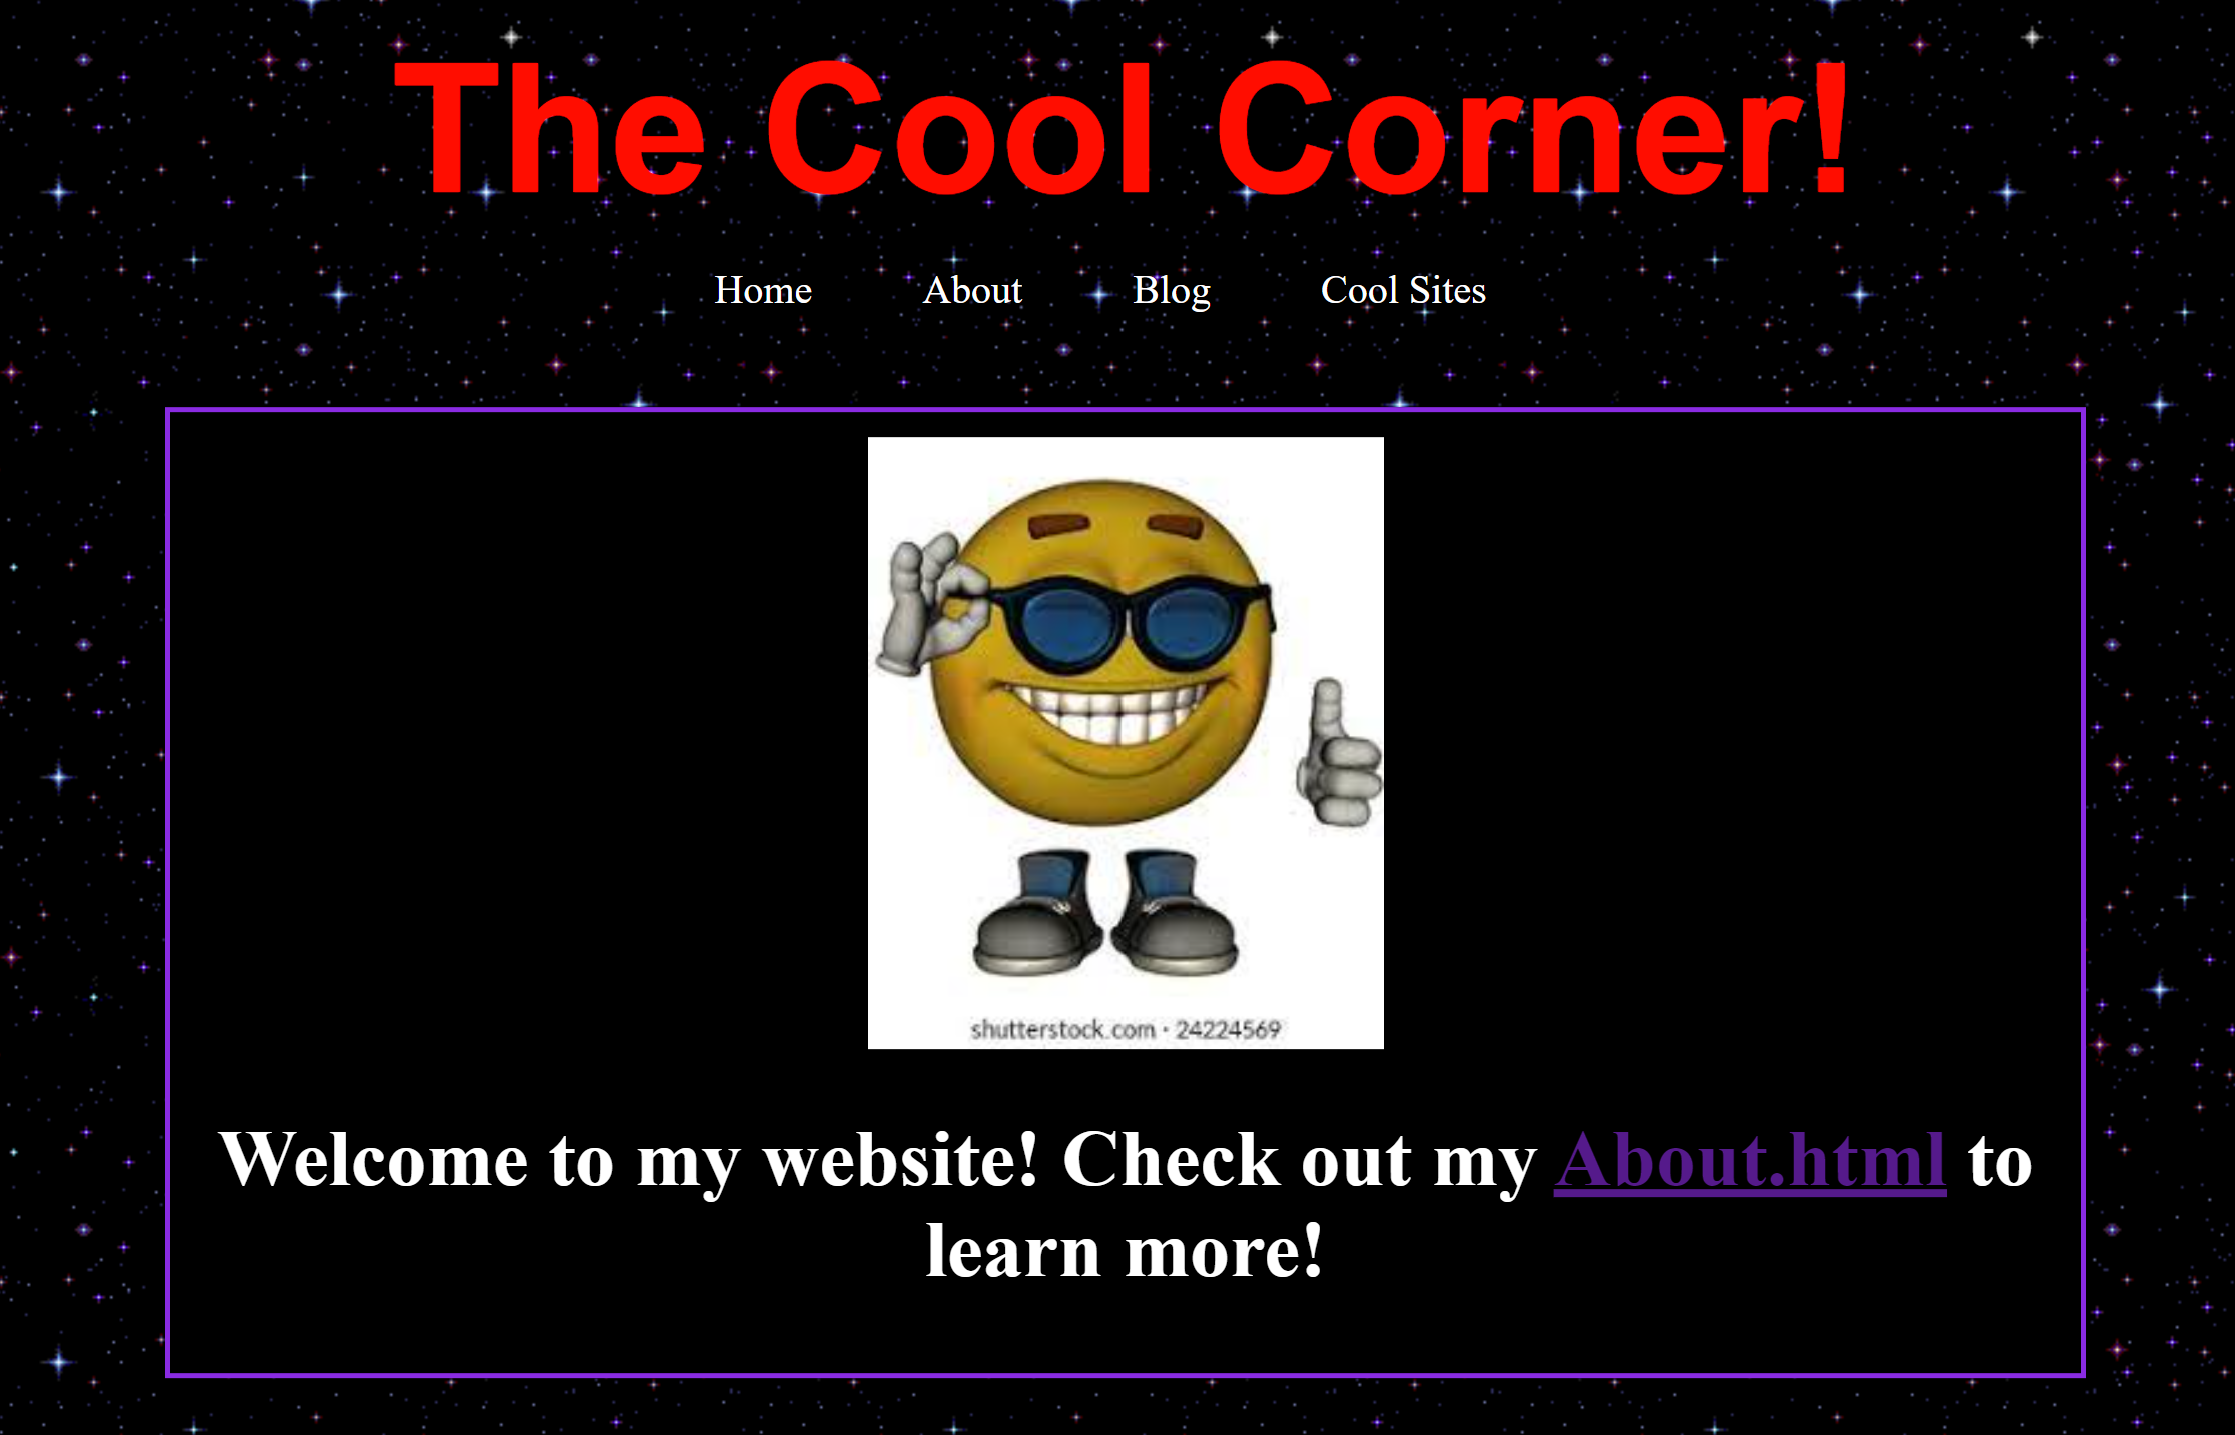 The Cool Corner!
Home About Blog Cool Sites
shutterstock.com · 24224569
Welcome to my website! Check out my About.html to
learn more!